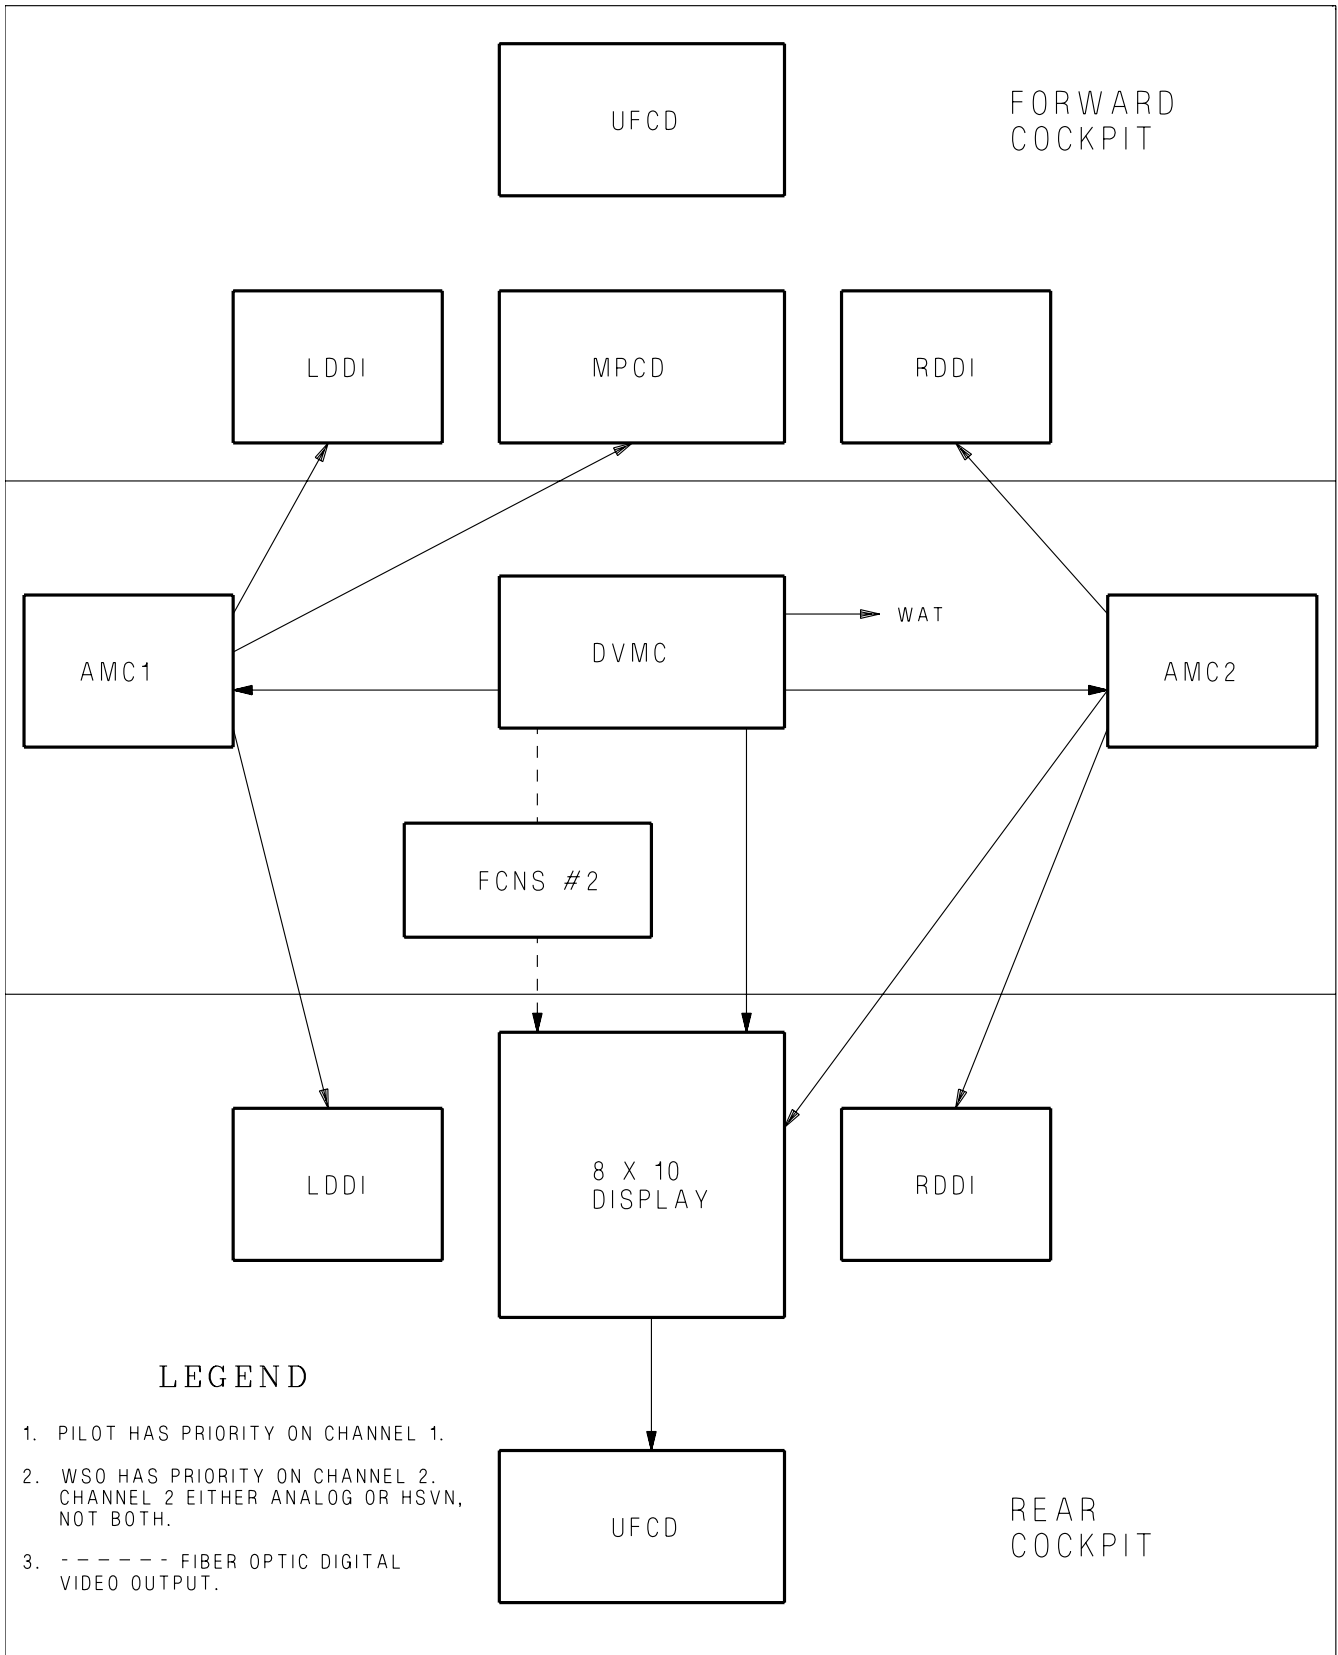 UFCD
FORWARD
COCKPIT
LDDI
MPCD
RDDI
WAT
DVMC
AMC1
AMC2
FCNS #2
8 X 10
DISPLAY
LDDI
RDDI
LEGEND
1. PILOT HAS PRIORITY ON CHANNEL 1.
2. WSO HAS PRIORITY ON CHANNEL 2.
CHANNEL 2 EITHER ANALOG OR HSVN,
NOT BOTH.
3. - - - - - - FIBER OPTIC DIGITAL
VIDEO OUTPUT.
UFCD
REAR
COCKPIT